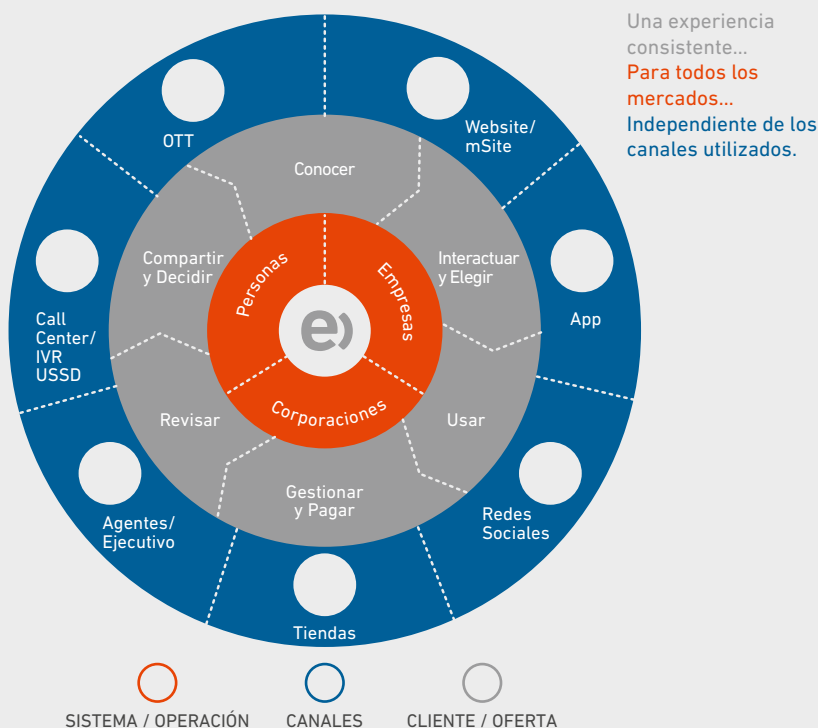 Una experiencia
consistente...
Para todos los
mercados...
Independiente de los
canales utilizados.
OTT
Website/
mSite
Conocer
Compartir
y Decidir
Interactuar
y Elegir
Personas
Empresas
e)
Call
Center/
IVR
USSD
App
Corporaciones
Revisar
Usar
Gestionar
y Pagar
Agentes/
Ejecutivo
Redes
Sociales
Tiendas
SISTEMA / OPERACIÓN
CANALES
CLIENTE / OFERTA